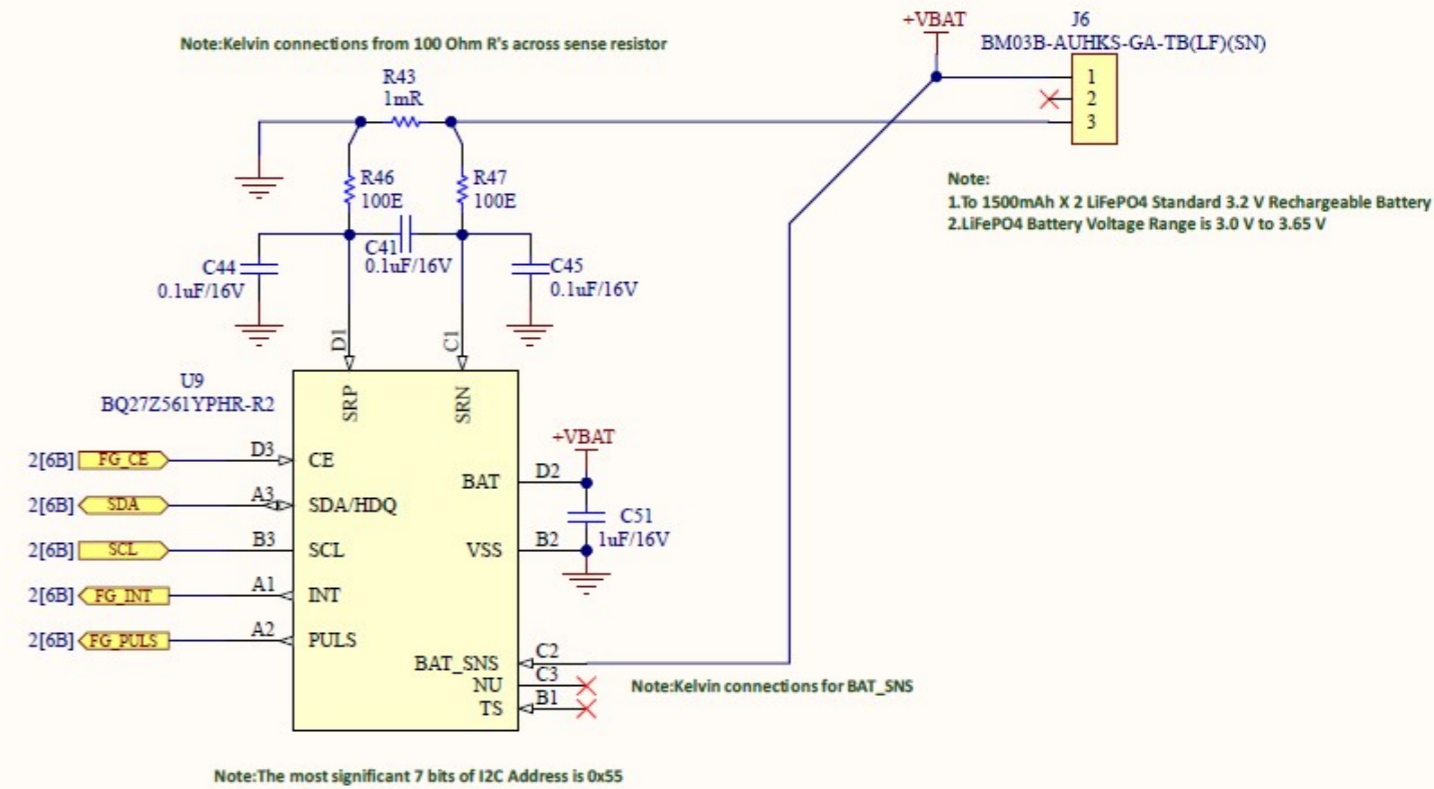 Note:Kelvin connections from 100 Ohm R's across sense resistor
+VBAT
J6
BM03B-AUHKS-GA-TB(LF)(SN)
R43
1mR
1
2
3
R46
100E
R47
100E
Note:
1.To 1500mAh X 2 LiFePO4 Standard 3.2 V Rechargeable Battery
2.LiFePO4 Battery Voltage Range is 3.0 V to 3.65 V
C41
0.1uF/16V
C44
0.1uF/16V
C45
0.1uF/16V
D1
C1
U9
BQ27Z561YPHR-R2
SRP
SRN
+VBAT
2[6B] FG_CE D3 CE
BAT D2
2[6B] SDA A3 SDA/HDQ
C51
1uF/16V
2[6B] SCL B3 SCL
VSS B2
2[6B] FG_INT A1 INT
2[6B] FG_PULS A2 PULS
BAT_SNS C2
NU C3
TS B1
Note:Kelvin connections for BAT_SNS
Note:The most significant 7 bits of I2C Address is 0x55